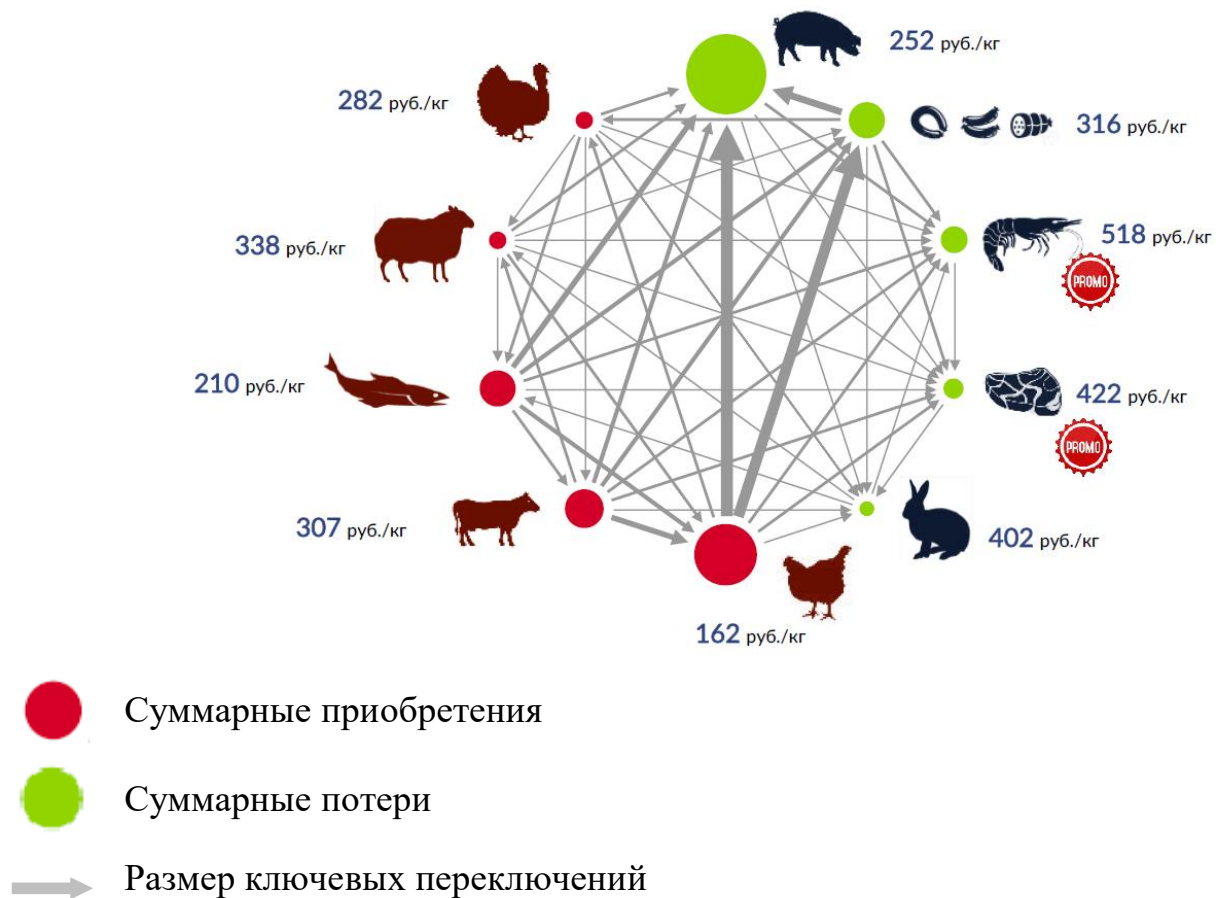 252 руб./кг
282 руб./кг
316 руб./кг
338 руб./кг
518 руб./кг
PROMO
210 руб./кг
422 руб./кг
PROMO
307 руб./кг
402 руб./кг
162 руб./кг
Суммарные приобретения
Суммарные потери
Размер ключевых переключений